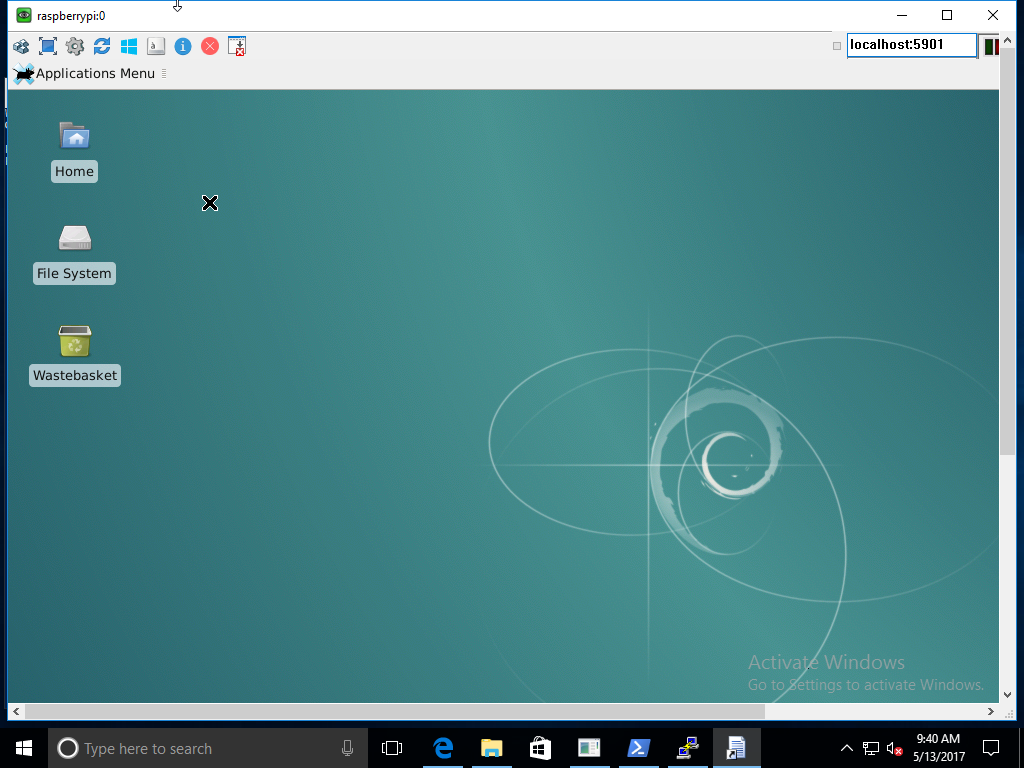 raspberrypi:0
localhost:5901
Applications Menu
Home
File System
Wastebasket
Activate Windows
Go to Settings to activate Windows.
Type here to search
9:40 AM
5/13/2017